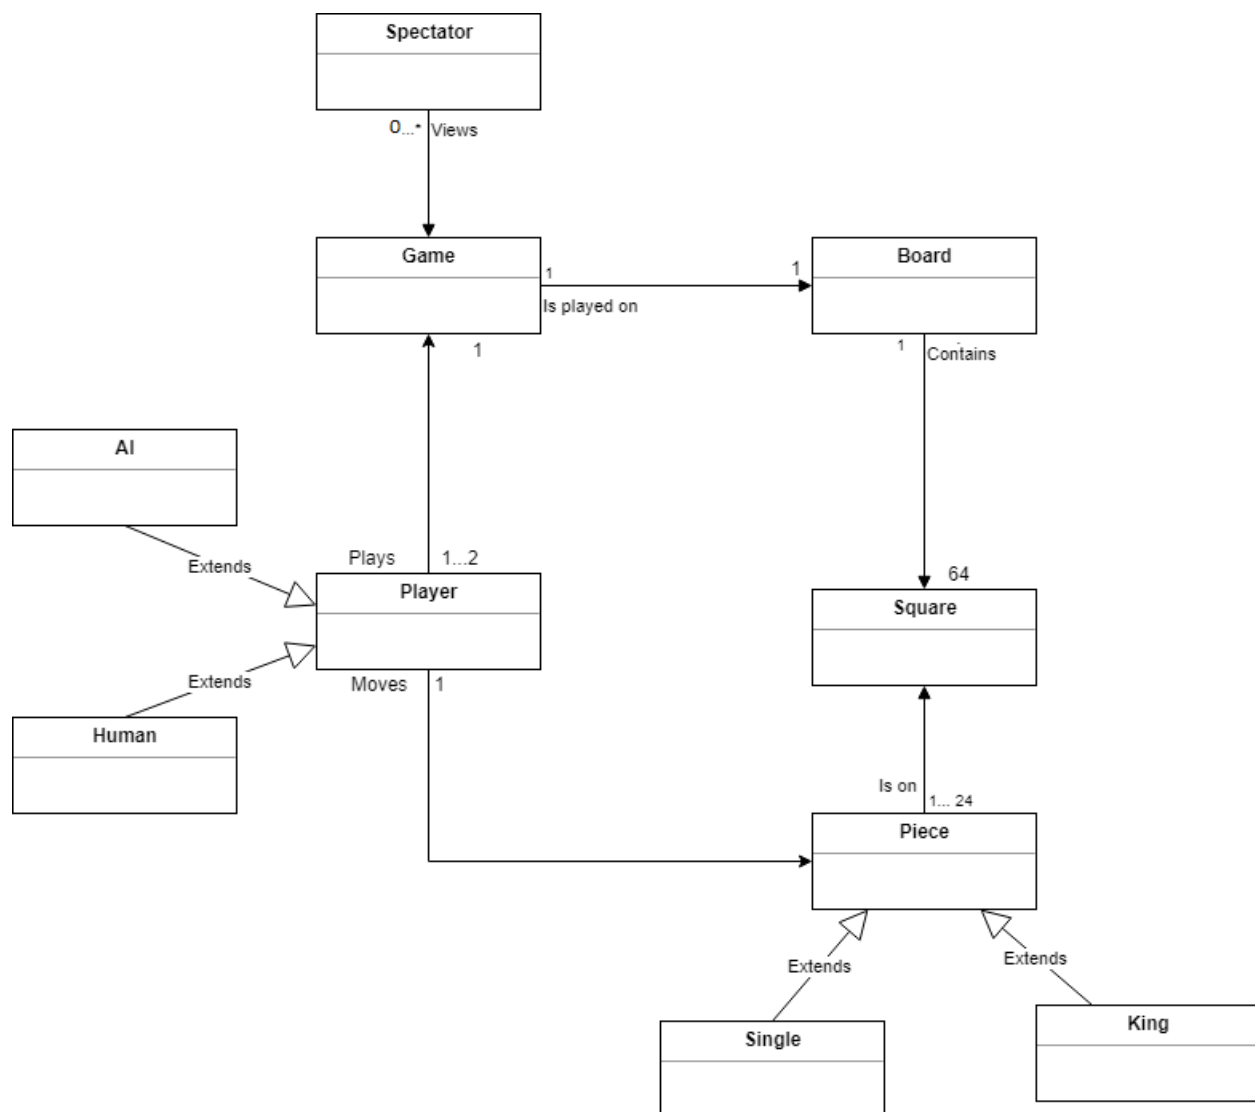 Spectator
0...* Views
Game
1
Is played on
1
Board
1
Contains
1
AI
Extends
Plays 1...2
Player
64
Square
Moves 1
Extends
Human
Is on
1... 24
Piece
Extends
Extends
Single
King